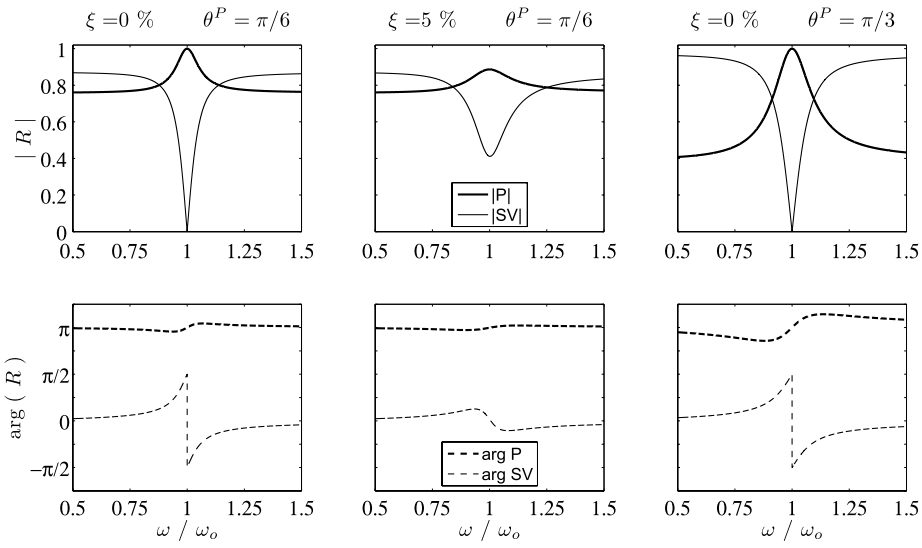 ξ =0 % θ^P = π/6
ξ =5 % θ^P = π/6
ξ =0 % θ^P = π/3
| R |
1
0.8
0.6
0.4
0.2
0
0.5 0.75 1 1.25 1.5
|P|
|SV|
0.5 0.75 1 1.25 1.5
0.5 0.75 1 1.25 1.5
arg ( R )
π
π/2
0
−π/2
0.5 0.75 1 1.25 1.5
ω / ω_o
arg P
arg SV
0.5 0.75 1 1.25 1.5
ω / ω_o
0.5 0.75 1 1.25 1.5
ω / ω_o